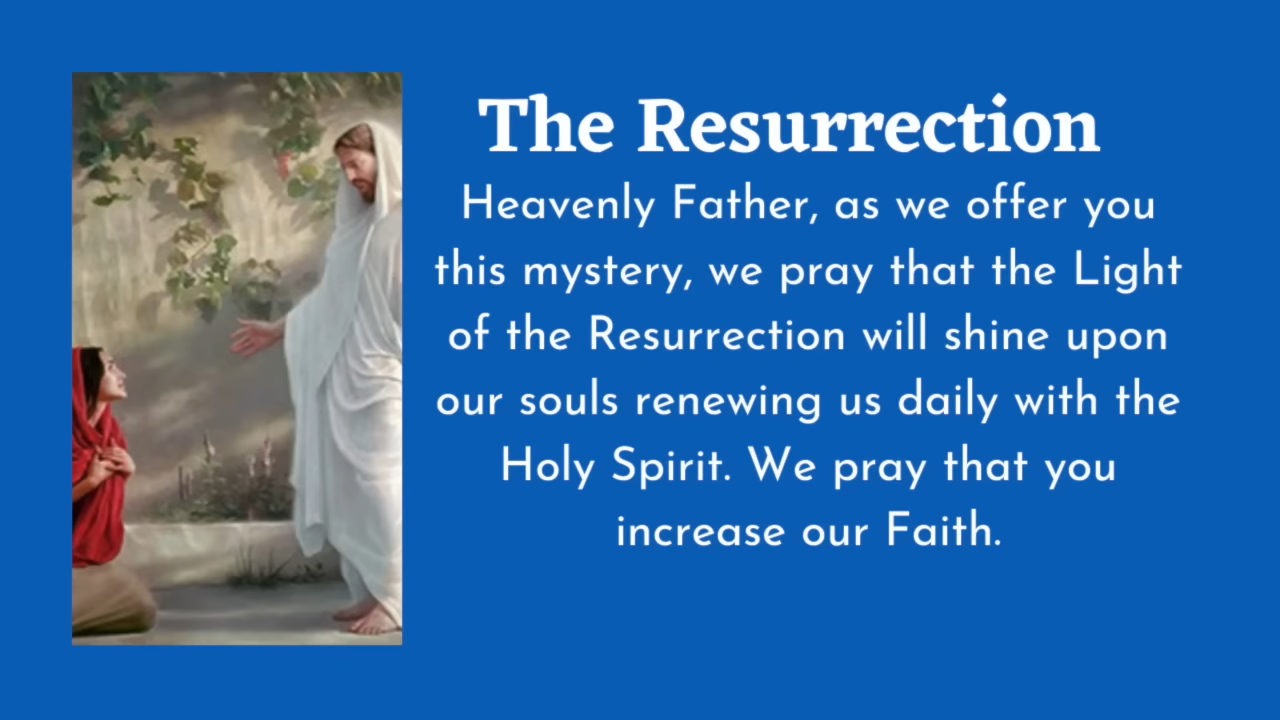 The Resurrection
Heavenly Father, as we offer you
this mystery, we pray that the Light
of the Resurrection will shine upon
our souls renewing us daily with the
Holy Spirit. We pray that you
increase our Faith.